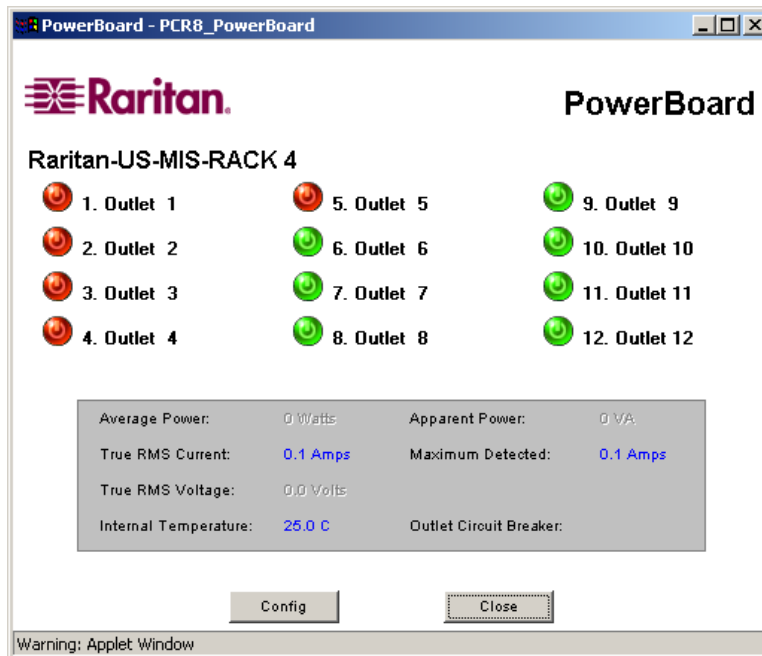 PowerBoard - PCR8_PowerBoard
Raritan.
PowerBoard
Raritan-US-MIS-RACK 4
1. Outlet 1
5. Outlet 5
9. Outlet 9
2. Outlet 2
6. Outlet 6
10. Outlet 10
3. Outlet 3
7. Outlet 7
11. Outlet 11
4. Outlet 4
8. Outlet 8
12. Outlet 12
Average Power: 0 Watts Apparent Power: 0 VA
True RMS Current: 0.1 Amps Maximum Detected: 0.1 Amps
True RMS Voltage: 0.0 Volts
Internal Temperature: 25.0 C Outlet Circuit Breaker:
Config Close
Warning: Applet Window